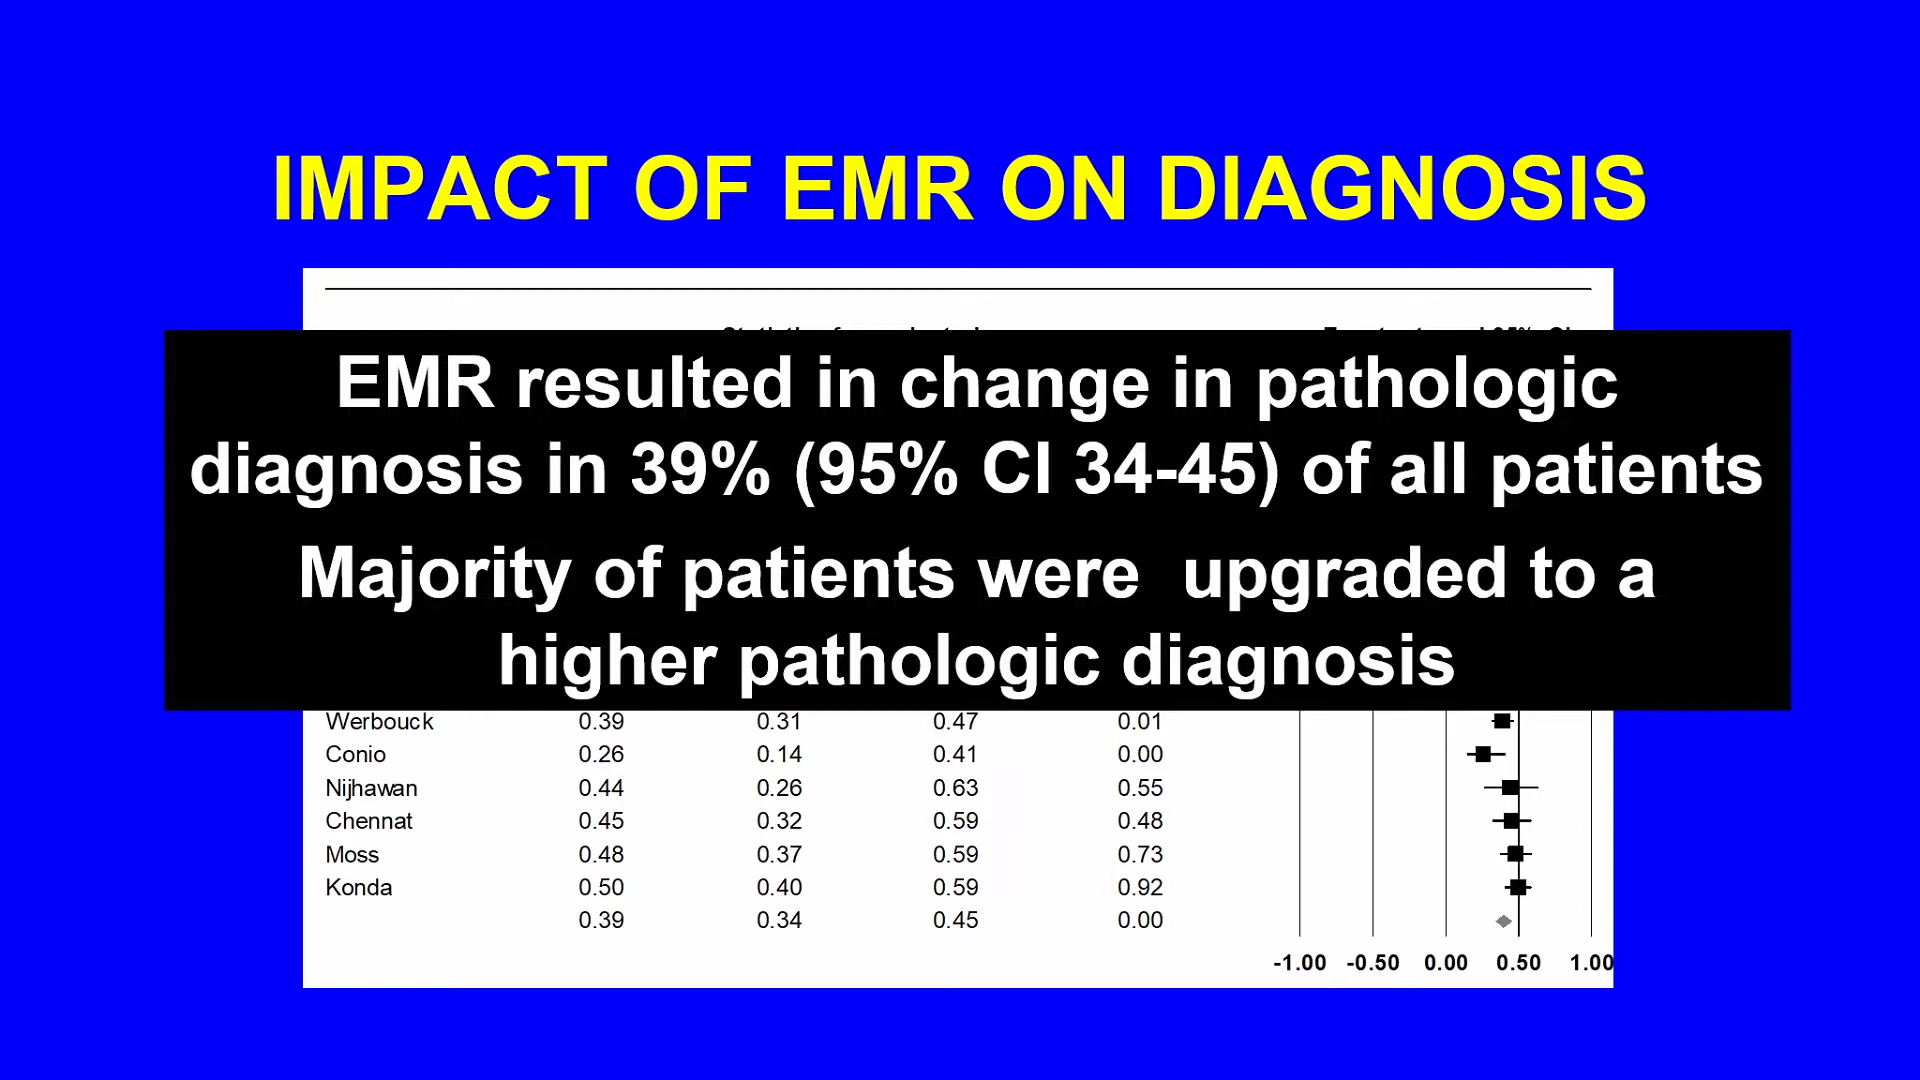 IMPACT OF EMR ON DIAGNOSIS
EMR resulted in change in pathologic
diagnosis in 39% (95% CI 34-45) of all patients
Majority of patients were upgraded to a
higher pathologic diagnosis
Werbouck 0.39 0.31 0.47 0.01
Conio 0.26 0.14 0.41 0.00
Nijhawan 0.44 0.26 0.63 0.55
Chennat 0.45 0.32 0.59 0.48
Moss 0.48 0.37 0.59 0.73
Konda 0.50 0.40 0.59 0.92
0.39 0.34 0.45 0.00
-1.00 -0.50 0.00 0.50 1.00